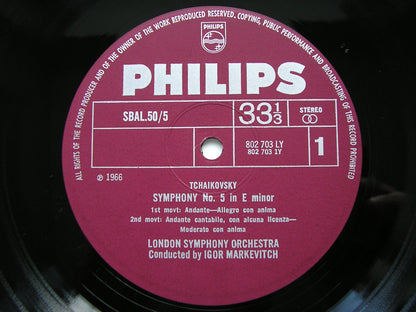 ALL RIGHTS OF THE RECORD PRODUCER AND OF THE OWNER OF THE WORK REPRODUCED RESERVED, COPYING, PUBLIC PERFORMANCE AND BROADCASTING OF THIS RECORD PROHIBITED
PHILIPS
PHILIPS
SBAL.50/5
33 1/3
STEREO
802 703 LY
802 703 1Y
1
℗ 1966
TCHAIKOVSKY
SYMPHONY No. 5 in E minor
1st movt: Andante—Allegro con anima
2nd movt: Andante cantabile, con alcuna licenza—
Moderato con anima
LONDON SYMPHONY ORCHESTRA
Conducted by IGOR MARKEVITCH